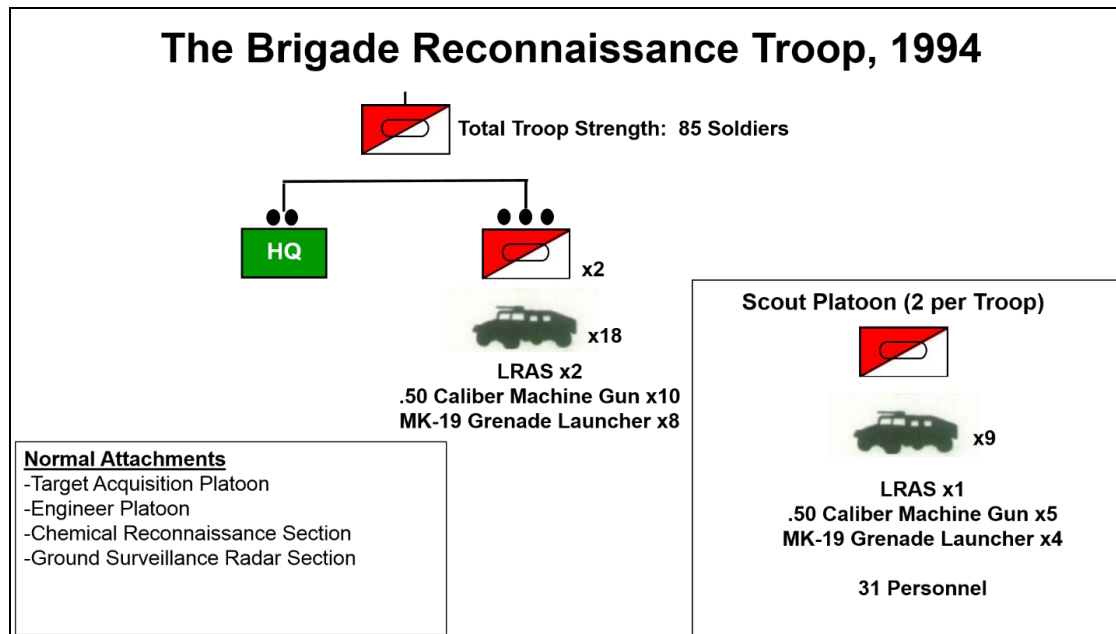 The Brigade Reconnaissance Troop, 1994
Total Troop Strength:  85 Soldiers
HQ
x2
x18
LRAS x2
.50 Caliber Machine Gun x10
MK-19 Grenade Launcher x8
Normal Attachments
-Target Acquisition Platoon
-Engineer Platoon
-Chemical Reconnaissance Section
-Ground Surveillance Radar Section
Scout Platoon (2 per Troop)
x9
LRAS x1
.50 Caliber Machine Gun x5
MK-19 Grenade Launcher x4
31 Personnel